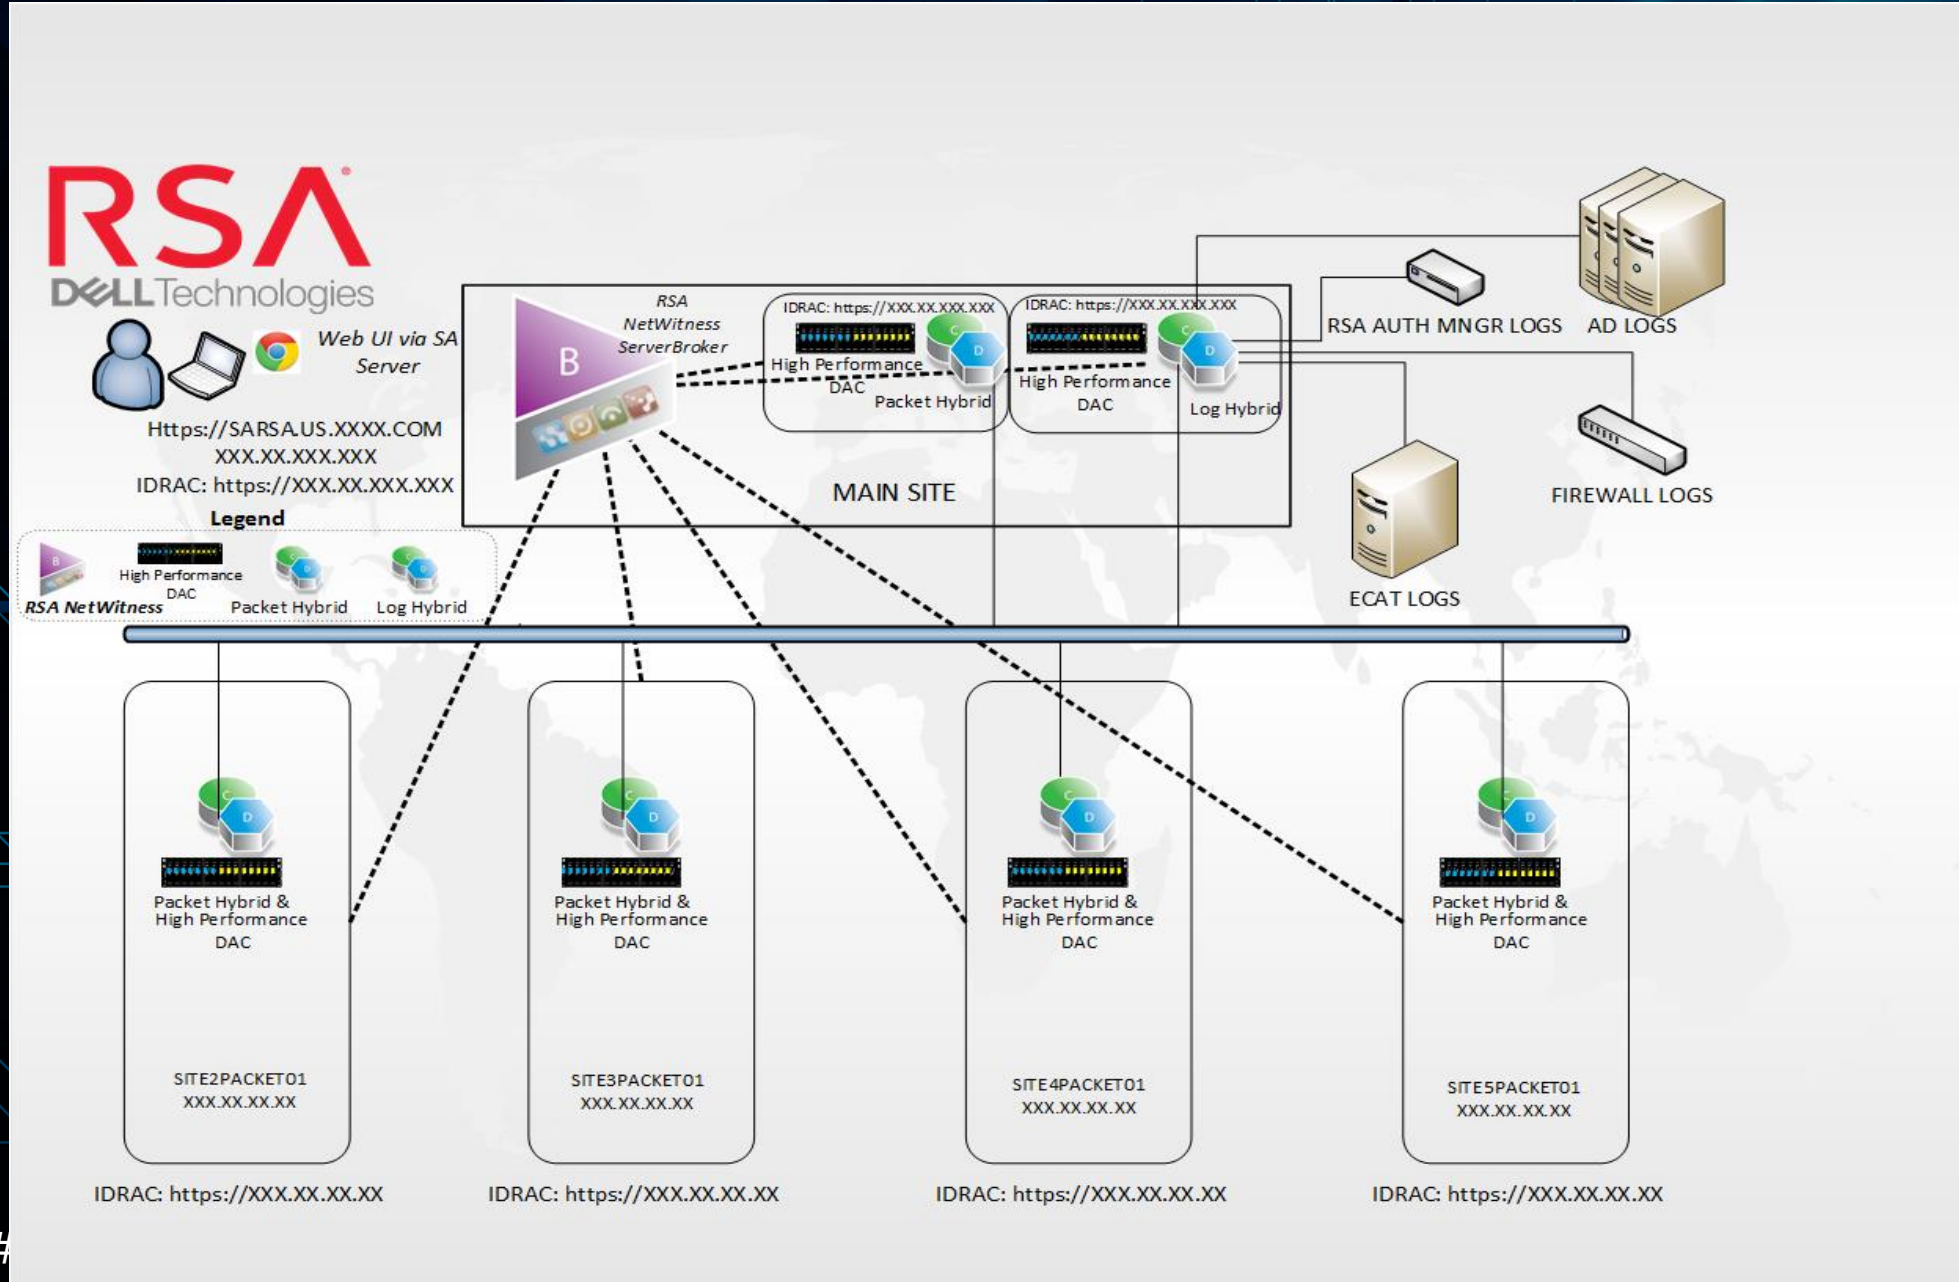 RSA
DELLTechnologies
Web UI via SA
Server
Https://SARSA.US.XXXX.COM
XXX.XX.XXX.XXX
IDRAC: https://XXX.XX.XXX.XXX
Legend
B
High Performance
DAC
C
D
C
D
RSA NetWitness
Packet Hybrid
Log Hybrid
B
RSA
NetWitness
ServerBroker
IDRAC: https://XXX.XX.XXX.XXX
C
D
High Performance
DAC
Packet Hybrid
IDRAC: https://XXX.XX.XXX.XXX
C
D
High Performance
DAC
Log Hybrid
MAIN SITE
RSA AUTH MNGR LOGS
AD LOGS
FIREWALL LOGS
ECAT LOGS
C
D
Packet Hybrid &
High Performance
DAC
SITE2PACKET01
XXX.XX.XX.XX
IDRAC: https://XXX.XX.XX.XX
C
D
Packet Hybrid &
High Performance
DAC
SITE3PACKET01
XXX.XX.XX.XX
IDRAC: https://XXX.XX.XX.XX
C
D
Packet Hybrid &
High Performance
DAC
SITE4PACKET01
XXX.XX.XX.XX
IDRAC: https://XXX.XX.XX.XX
C
D
Packet Hybrid &
High Performance
DAC
SITE5PACKET01
XXX.XX.XX.XX
IDRAC: https://XXX.XX.XX.XX
#